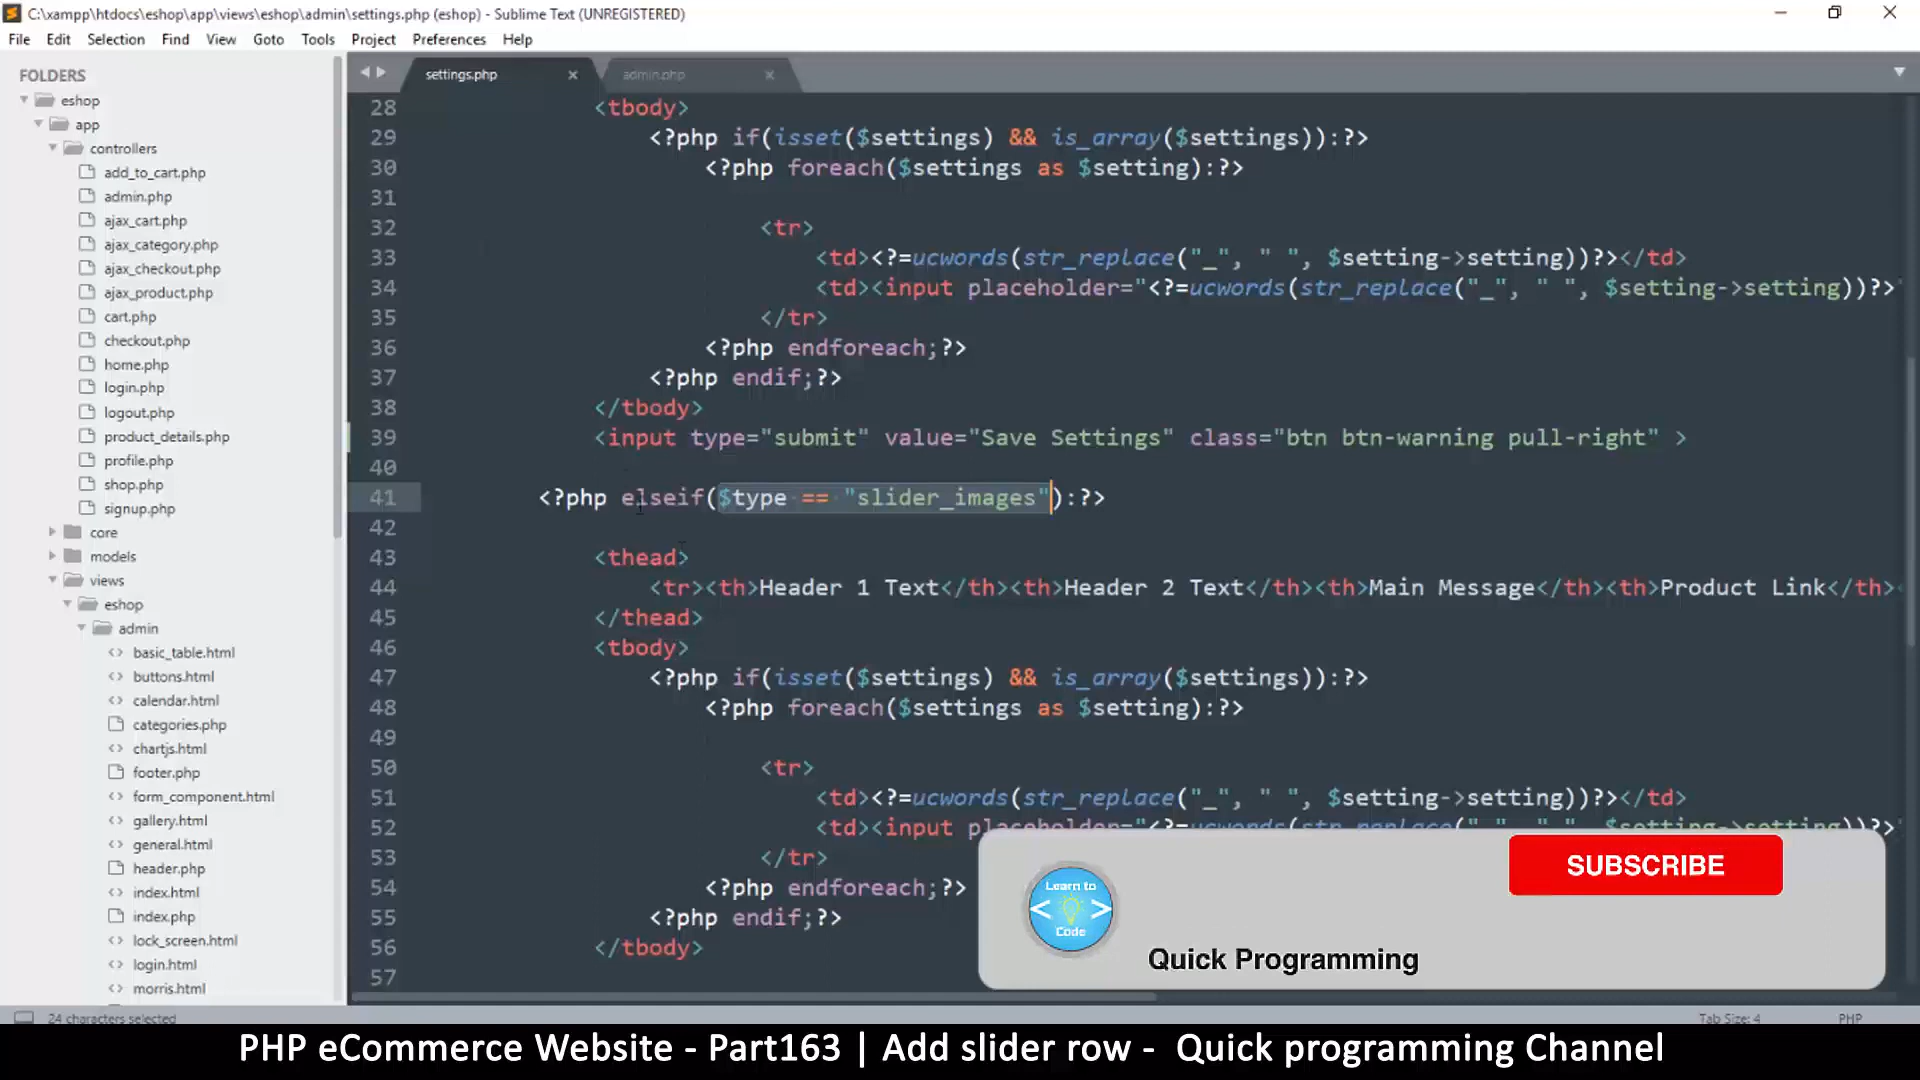 C:\xampp\htdocs\eshop\app\views\eshop\admin\settings.php (eshop) - Sublime Text (UNREGISTERED)
File Edit Selection Find View Goto Tools Project Preferences Help
FOLDERS
eshop
app
controllers
add_to_cart.php
admin.php
ajax_cart.php
ajax_category.php
ajax_checkout.php
ajax_product.php
cart.php
checkout.php
home.php
login.php
logout.php
product_details.php
profile.php
shop.php
signup.php
core
models
views
eshop
admin
basic_table.html
buttons.html
calendar.html
categories.php
chartjs.html
footer.php
form_component.html
gallery.html
general.html
header.php
index.html
index.php
lock_screen.html
login.html
morris.html
settings.php admin.php
28 <tbody>
29 <?php if(isset($settings) && is_array($settings)):?>
30 <?php foreach($settings as $setting):?>
31
32 <tr>
33 <td><?=ucwords(str_replace("_", " ", $setting->setting))?></td>
34 <td><input placeholder="<?=ucwords(str_replace("_", " ", $setting->setting))?>"
35 </tr>
36 <?php endforeach;?>
37 <?php endif;?>
38 </tbody>
39 <input type="submit" value="Save Settings" class="btn btn-warning pull-right" >
40
41 <?php elseif($type == "slider_images"):?>
42
43 <thead>
44 <tr><th>Header 1 Text</th><th>Header 2 Text</th><th>Main Message</th><th>Product Link</th><
45 </thead>
46 <tbody>
47 <?php if(isset($settings) && is_array($settings)):?>
48 <?php foreach($settings as $setting):?>
49
50 <tr>
51 <td><?=ucwords(str_replace("_", " ", $setting->setting))?></td>
52 <td><input placeholder="<?=ucwords(str_replace("_", " ", $setting->setting))?>"
53 </tr>
54 <?php endforeach;?>
55 <?php endif;?>
56 </tbody>
57
SUBSCRIBE
Learn to
< >
Code
Quick Programming
24 characters selected Tab Size: 4 PHP
PHP eCommerce Website - Part163 | Add slider row - Quick programming Channel